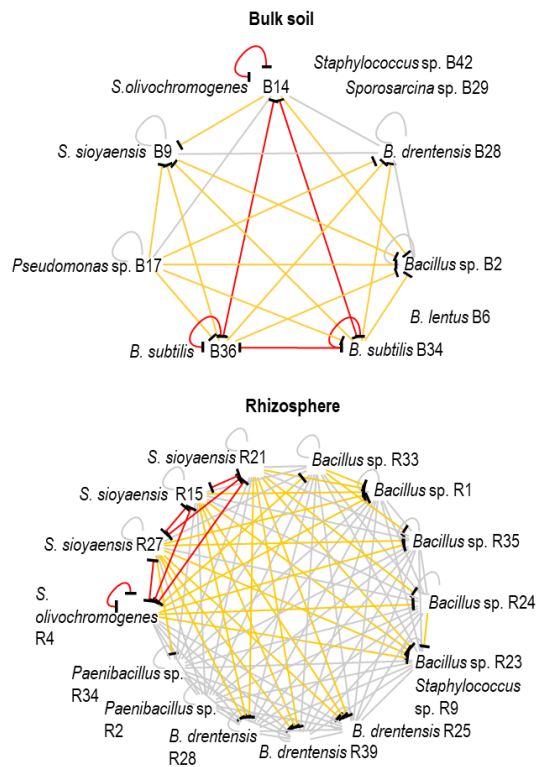 Bulk soil
Staphylococcus sp. B42
S.olivochromogenes B14
Sporosarcina sp. B29
S. sioyaensis B9
B. drentensis B28
Pseudomonas sp. B17
Bacillus sp. B2
B. lentus B6
B. subtilis B36
B. subtilis B34
Rhizosphere
S. sioyaensis R21
Bacillus sp. R33
S. sioyaensis R15
Bacillus sp. R1
S. sioyaensis R27
Bacillus sp. R35
S.
olivochromogenes
R4
Bacillus sp. R24
Paenibacillus sp.
R34
Bacillus sp. R23
Staphylococcus
sp. R9
Paenibacillus sp.
R2
B. drentensis R25
B. drentensis
R28
B. drentensis R39